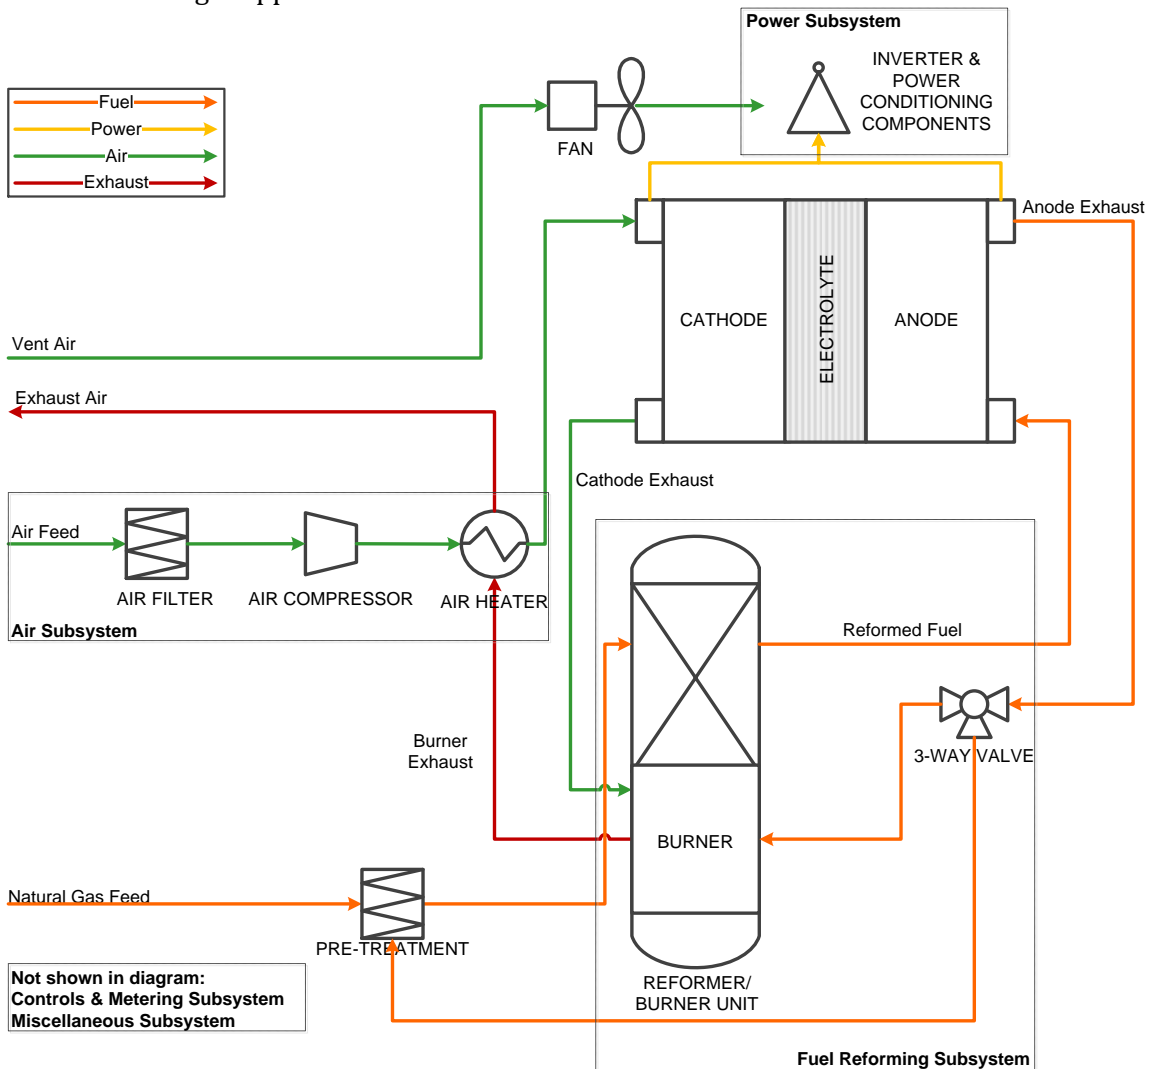 Power Subsystem
INVERTER &
POWER
CONDITIONING
COMPONENTS
Fuel
Power
Air
Exhaust
FAN
Anode Exhaust
CATHODE
ELECTROLYTE
ANODE
Vent Air
Exhaust Air
Cathode Exhaust
Air Feed
AIR FILTER
AIR COMPRESSOR
AIR HEATER
Air Subsystem
Reformed Fuel
Burner
Exhaust
3-WAY VALVE
BURNER
Natural Gas Feed
PRE-TREATMENT
Not shown in diagram:
Controls & Metering Subsystem
Miscellaneous Subsystem
REFORMER/
BURNER UNIT
Fuel Reforming Subsystem